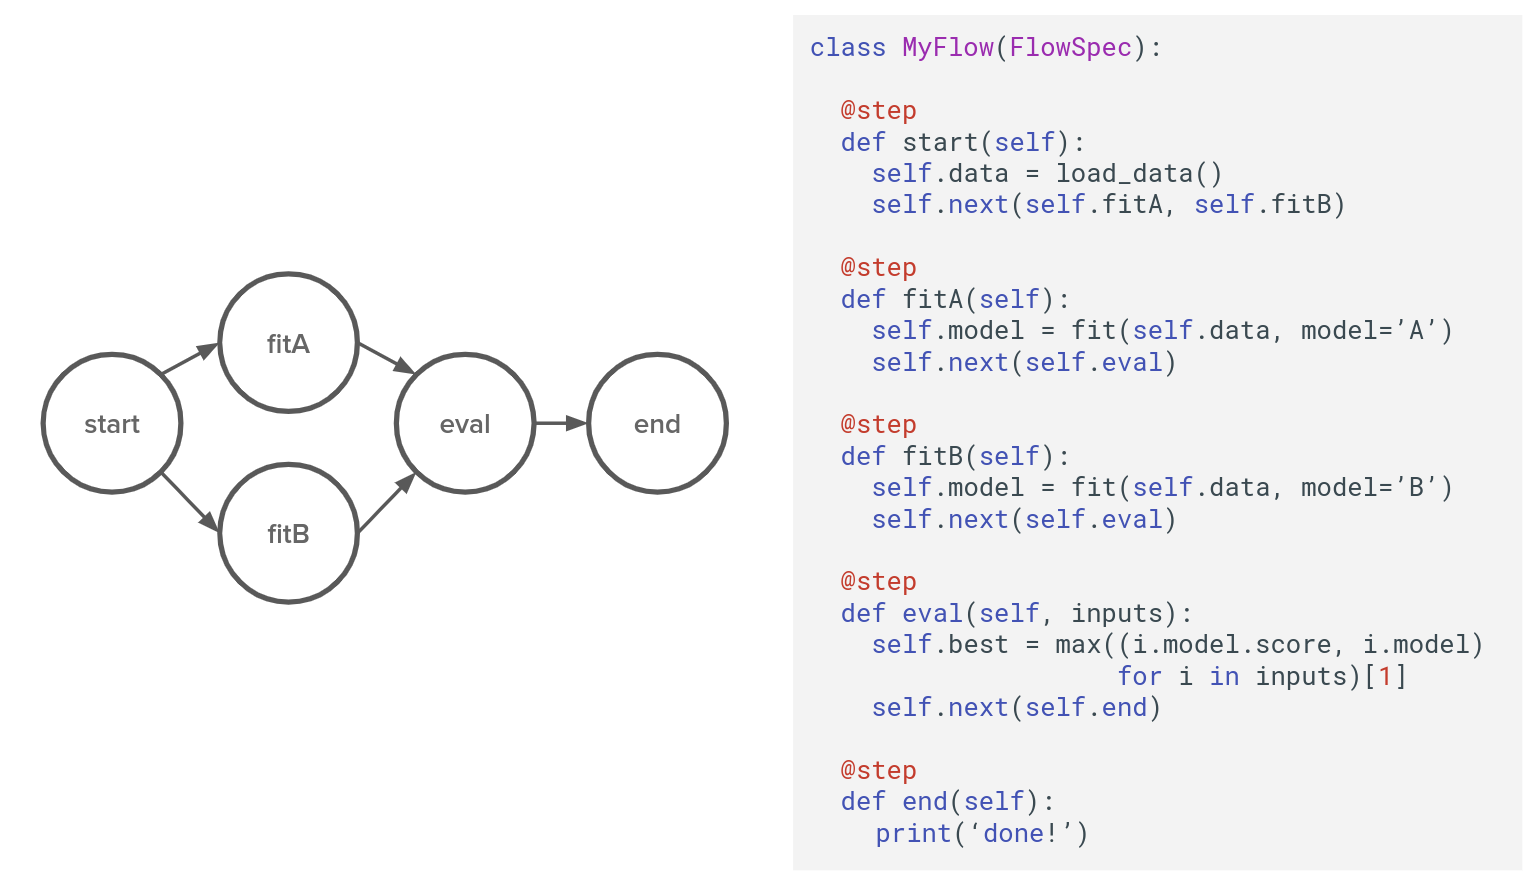 start
fitA
fitB
eval
end
class MyFlow(FlowSpec):
@step
def start(self):
self.data = load_data()
self.next(self.fitA, self.fitB)
@step
def fitA(self):
self.model = fit(self.data, model=’A’)
self.next(self.eval)
@step
def fitB(self):
self.model = fit(self.data, model=’B’)
self.next(self.eval)
@step
def eval(self, inputs):
self.best = max((i.model.score, i.model)
for i in inputs)[1]
self.next(self.end)
@step
def end(self):
print(‘done!’)